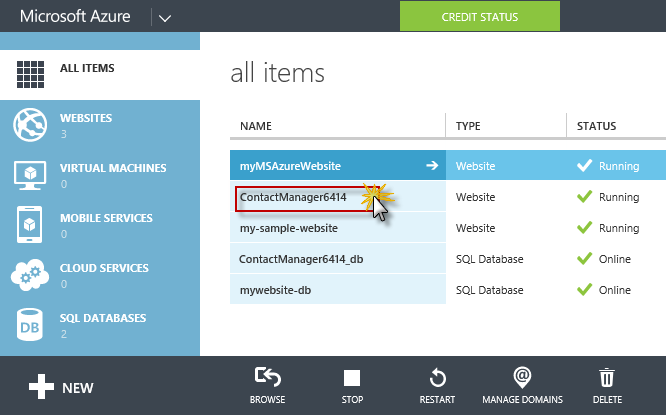 Microsoft Azure
CREDIT STATUS
ALL ITEMS
WEBSITES
3
VIRTUAL MACHINES
0
MOBILE SERVICES
0
CLOUD SERVICES
0
DB
SQL DATABASES
2
all items
NAME TYPE STATUS
myMSAzureWebsite Website Running
ContactManager6414 Website Running
my-sample-website Website Running
ContactManager6414_db SQL Database Online
mywebsite-db SQL Database Online
NEW
BROWSE STOP RESTART MANAGE DOMAINS DELETE